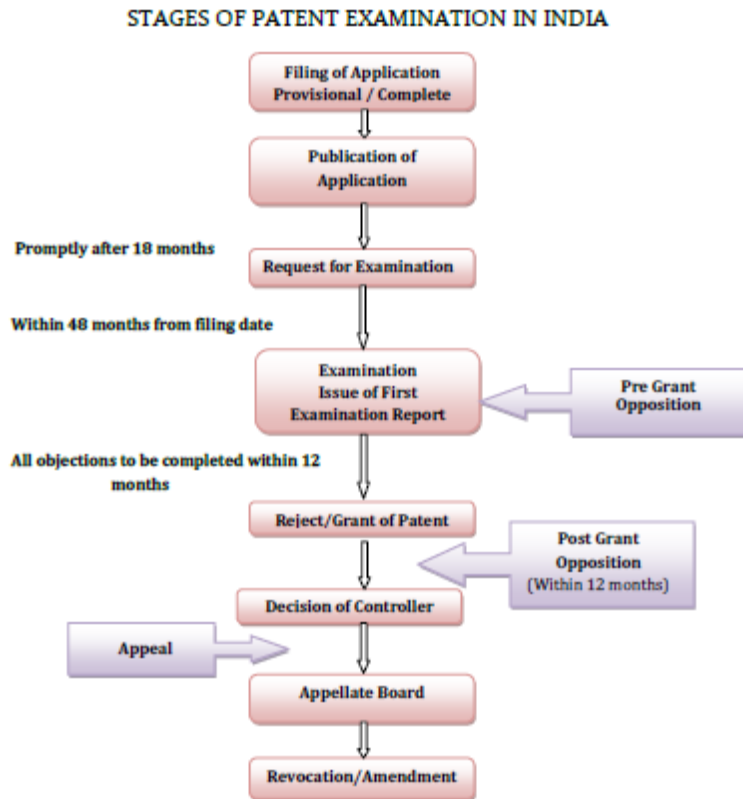 STAGES OF PATENT EXAMINATION IN INDIA
Filing of Application
Provisional / Complete
Publication of
Application
Promptly after 18 months
Request for Examination
Within 48 months from filing date
Examination
Issue of First
Examination Report
Pre Grant
Opposition
All objections to be completed within 12
months
Reject/Grant of Patent
Post Grant
Opposition
(Within 12 months)
Decision of Controller
Appeal
Appellate Board
Revocation/Amendment